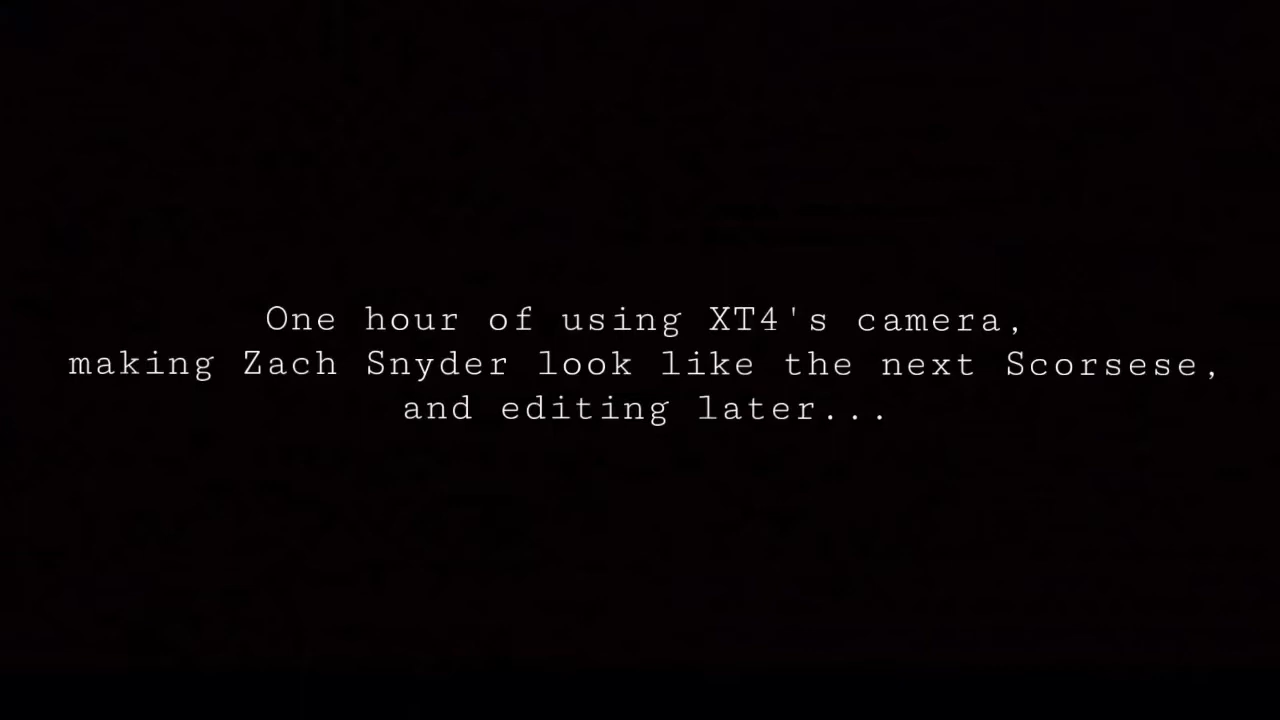 One hour of using XT4's camera,
making Zach Snyder look like the next Scorsese,
and editing later...